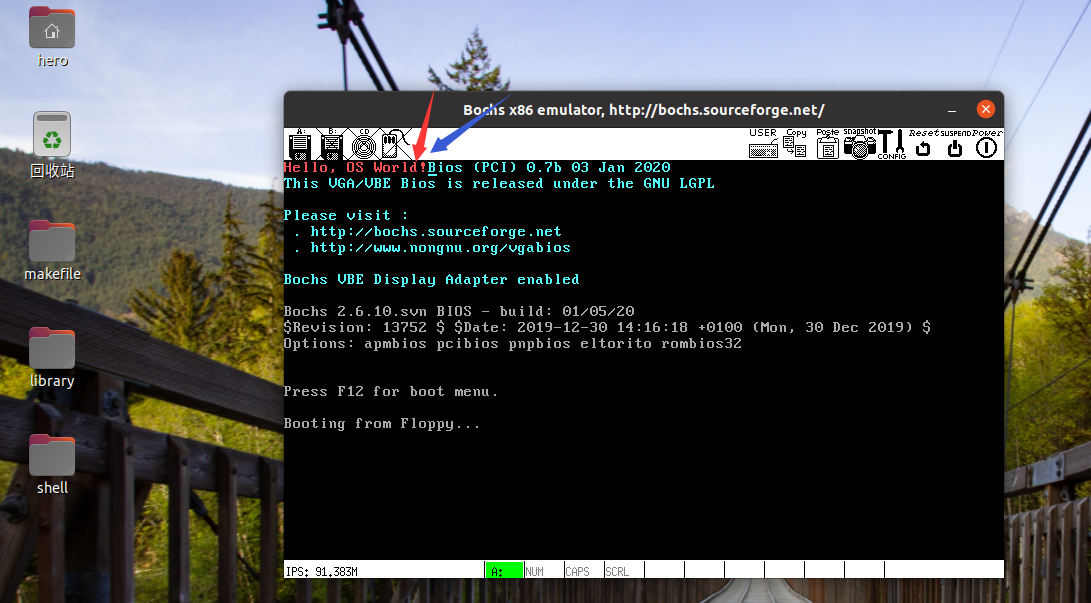 hero
回收站
makefile
library
shell
Bochs x86 emulator, http://bochs.sourceforge.net/
A: B: CD USER Copy Paste snapshot CONFIG Reset SUSPEND Power
Hello, OS World!Bios (PCI) 0.7b 03 Jan 2020
This VGA/VBE Bios is released under the GNU LGPL
Please visit :
. http://bochs.sourceforge.net
. http://www.nongnu.org/vgabios
Bochs VBE Display Adapter enabled
Bochs 2.6.10.svn BIOS - build: 01/05/20
$Revision: 13752 $ $Date: 2019-12-30 14:16:18 +0100 (Mon, 30 Dec 2019) $
Options: apmbios pcibios pnpbios eltorito rombios32
Press F12 for boot menu.
Booting from Floppy...
IPS: 91.383M A: NUM CAPS SCRL